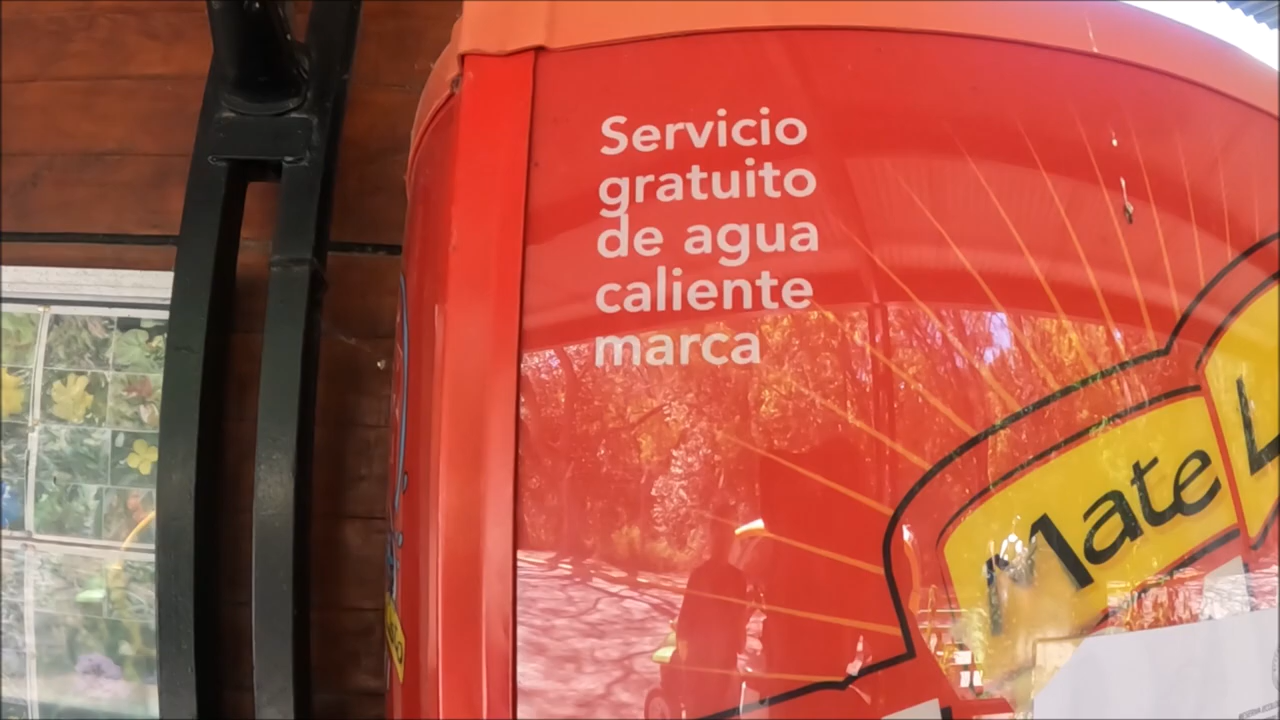 Servicio
gratuito
de agua
caliente
marca
Mate L